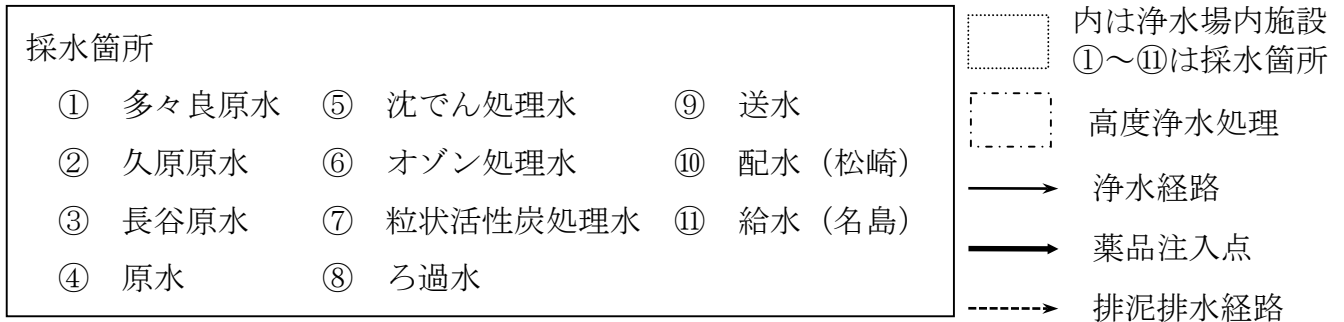 採水箇所
① 多々良原水 ⑤ 沈でん処理水 ⑨ 送水
② 久原原水 ⑥ オゾン処理水 ⑩ 配水（松崎）
③ 長谷原水 ⑦ 粒状活性炭処理水 ⑪ 給水（名島）
④ 原水 ⑧ ろ過水
内は浄水場内施設
①～⑪は採水箇所
高度浄水処理
浄水経路
薬品注入点
排泥排水経路